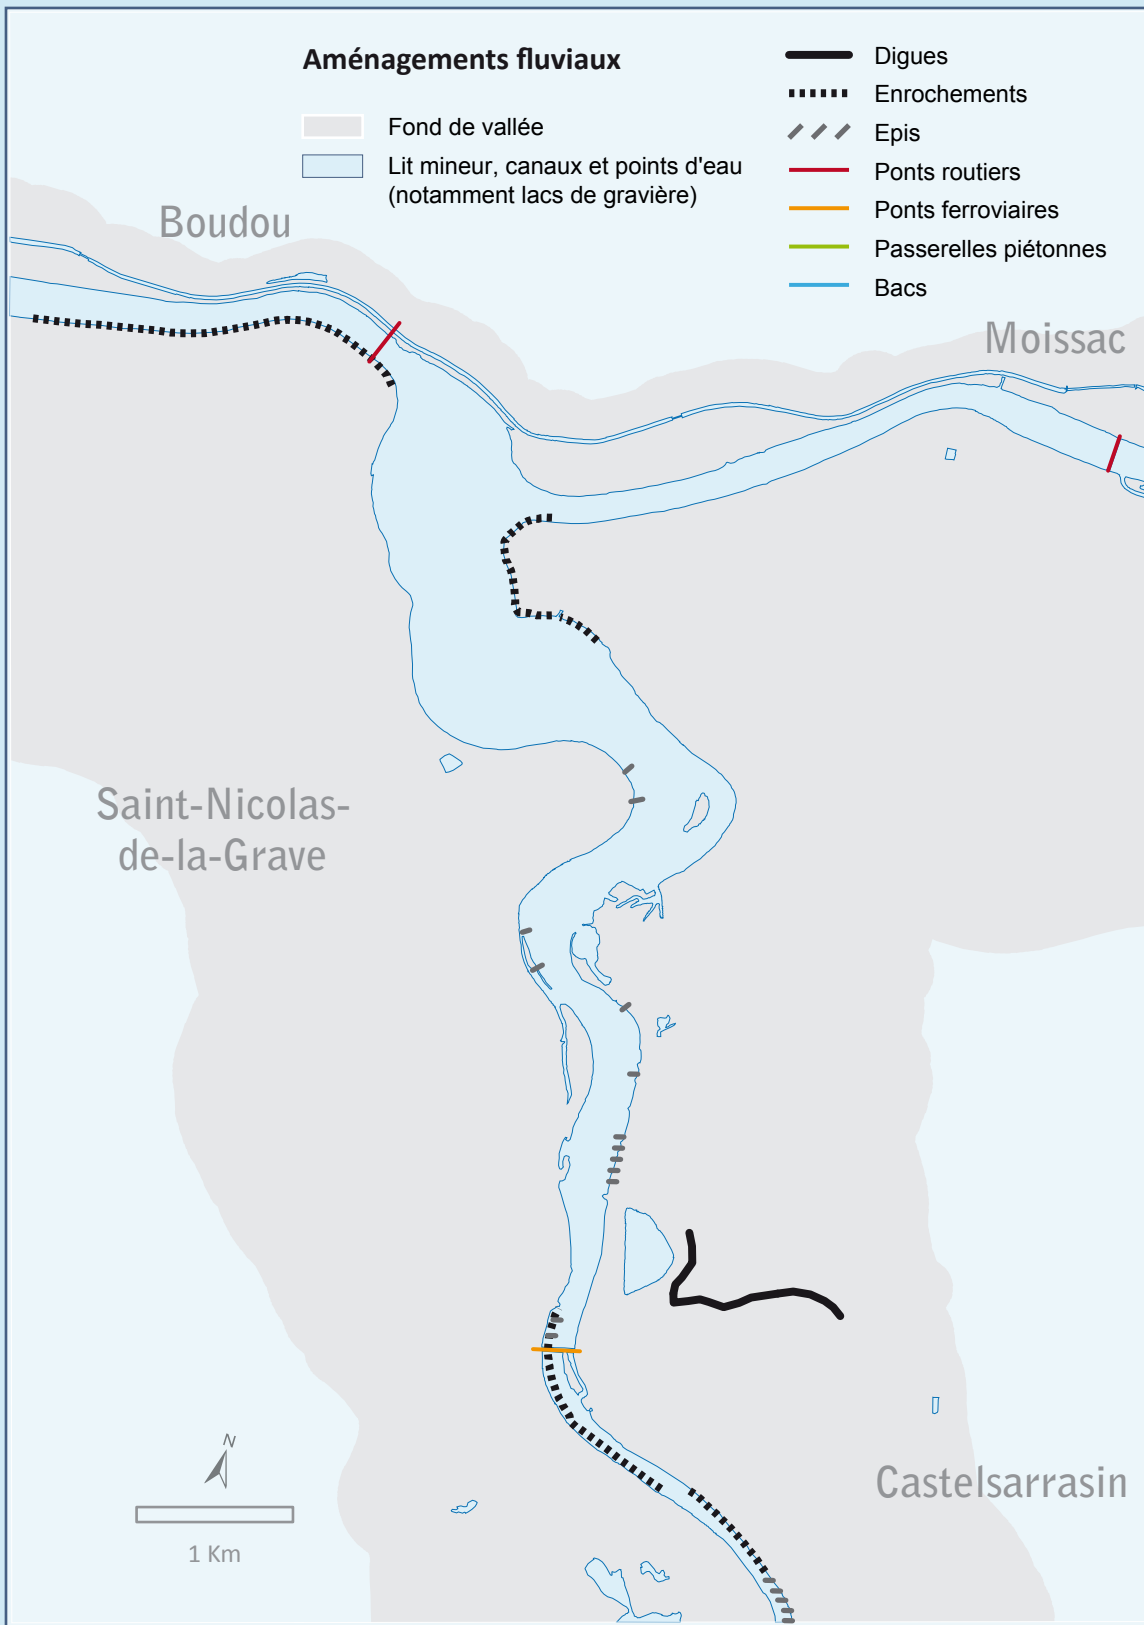 Aménagements fluviaux
Fond de vallée
Lit mineur, canaux et points d'eau
(notamment lacs de gravière)
Digues
Enrochements
Epis
Ponts routiers
Ponts ferroviaires
Passerelles piétonnes
Bacs
Boudou
Moissac
Saint-Nicolas-
de-la-Grave
Castelsarrasin
N
1 Km